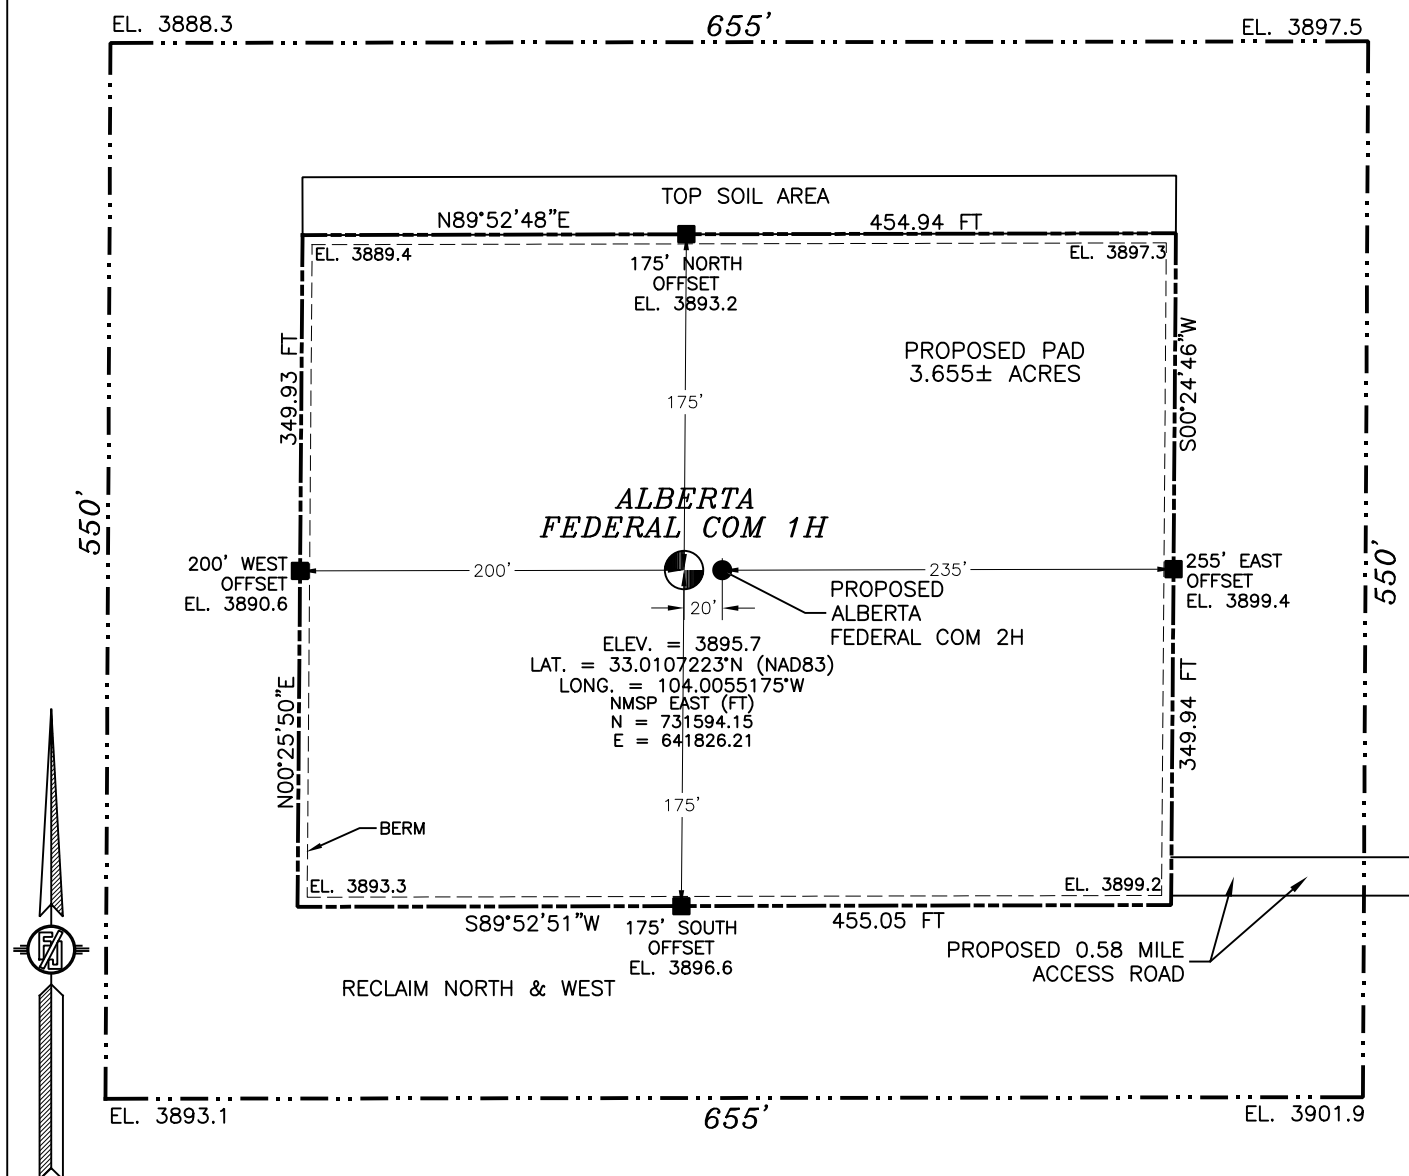 EL. 3888.3
655'
EL. 3897.5
TOP SOIL AREA
N89°52'48"E
454.94 FT
EL. 3889.4
EL. 3897.3
175' NORTH
OFFSET
EL. 3893.2
349.93 FT
S00°24'46"W
PROPOSED PAD
3.655± ACRES
175'
ALBERTA
FEDERAL COM 1H
550'
550'
200' WEST
OFFSET
EL. 3890.6
200'
235'
255' EAST
OFFSET
EL. 3899.4
20'
PROPOSED
ALBERTA
FEDERAL COM 2H
ELEV. = 3895.7
LAT. = 33.0107223°N (NAD83)
LONG. = 104.0055175°W
NMSP EAST (FT)
N = 731594.15
E = 641826.21
N00°25'50"E
349.94 FT
175'
BERM
EL. 3893.3
EL. 3899.2
S89°52'51"W
175' SOUTH
OFFSET
EL. 3896.6
455.05 FT
PROPOSED 0.58 MILE
ACCESS ROAD
RECLAIM NORTH & WEST
EL. 3893.1
655'
EL. 3901.9